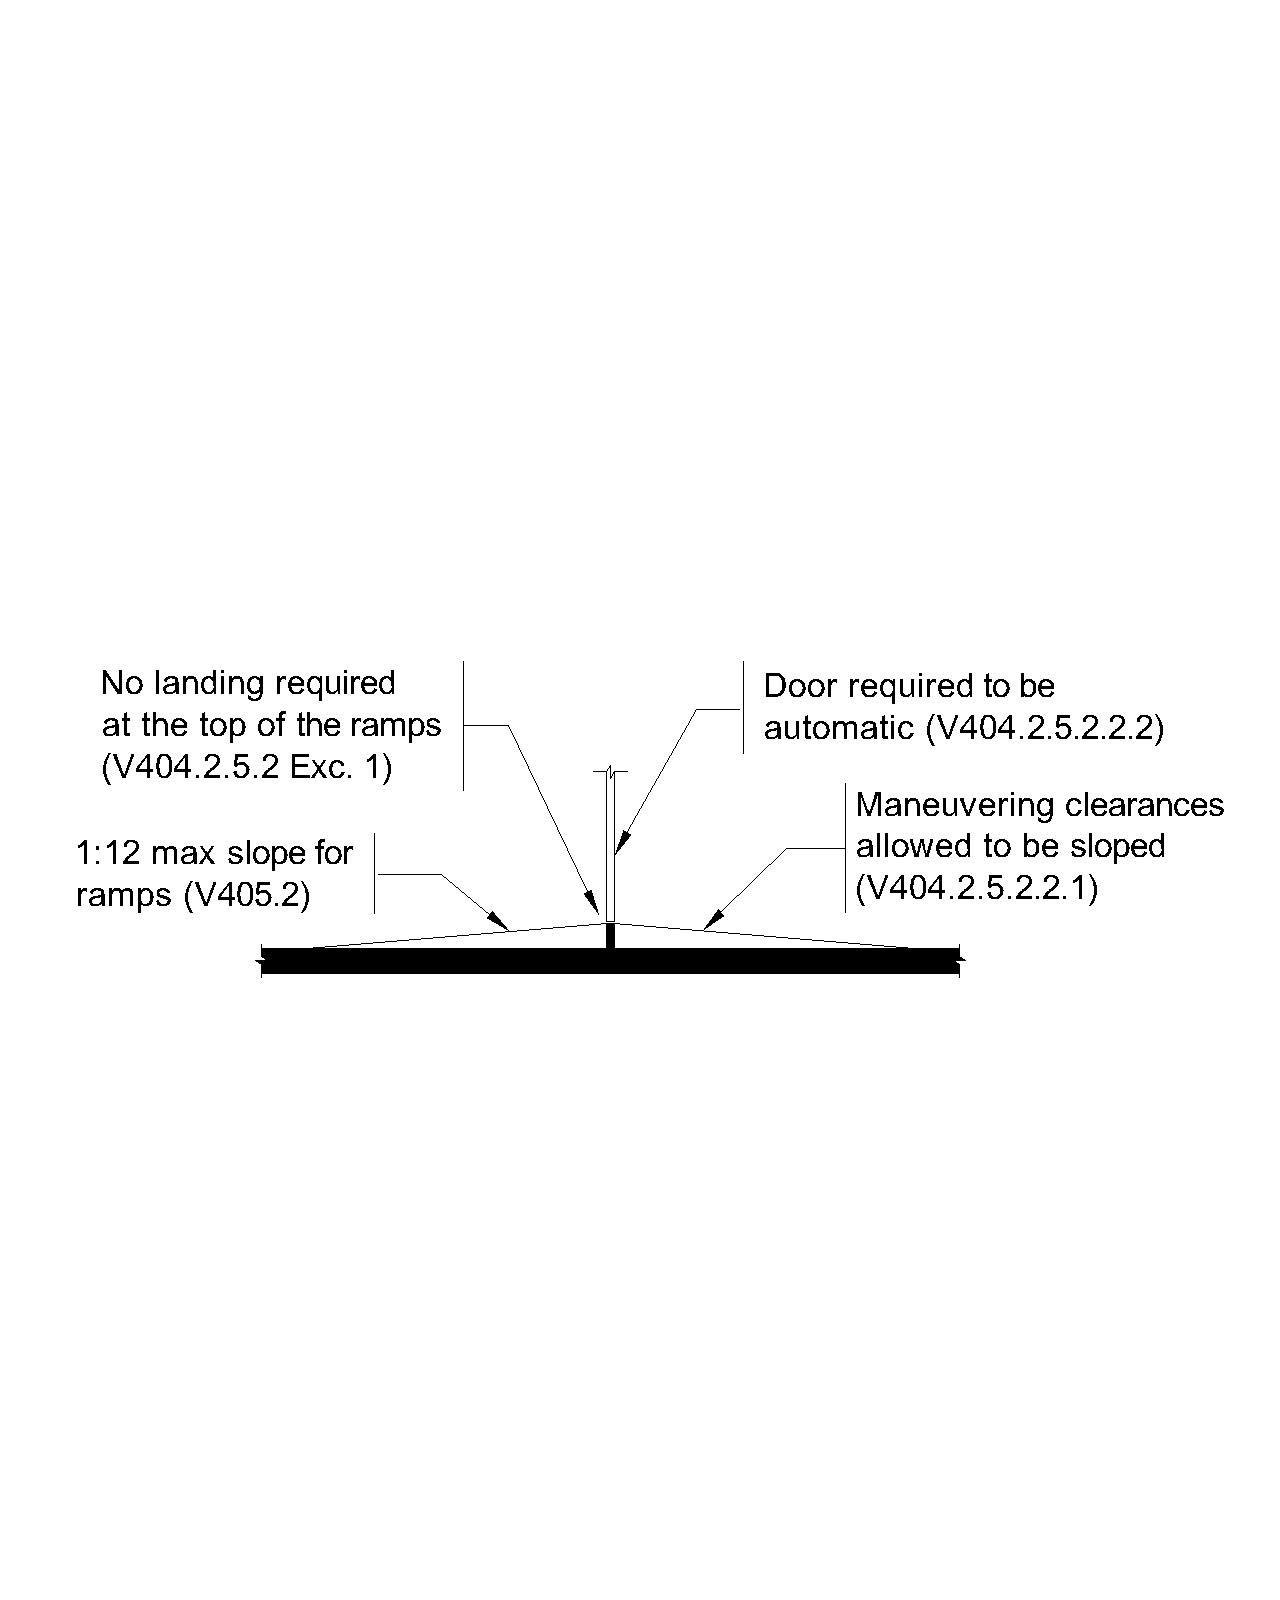 No landing required
at the top of the ramps
(V404.2.5.2 Exc. 1)
Door required to be
automatic (V404.2.5.2.2.2)
1:12 max slope for
ramps (V405.2)
Maneuvering clearances
allowed to be sloped
(V404.2.5.2.2.1)